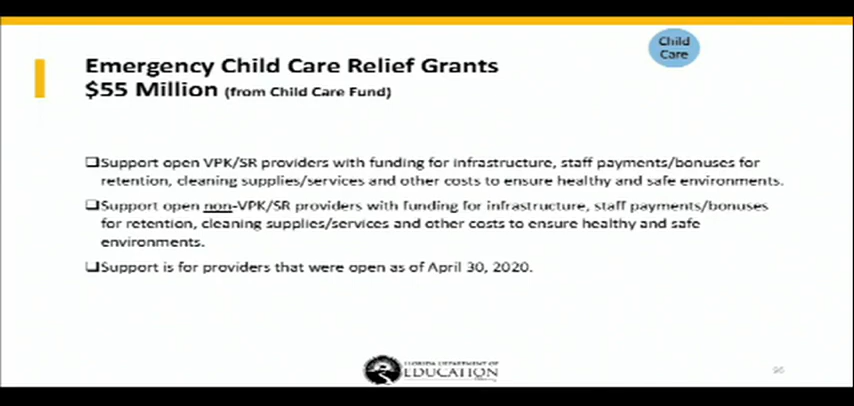 Child
Care
Emergency Child Care Relief Grants
$55 Million (from Child Care Fund)
❑Support open VPK/SR providers with funding for infrastructure, staff payments/bonuses for
retention, cleaning supplies/services and other costs to ensure healthy and safe environments.
❑Support open non-VPK/SR providers with funding for infrastructure, staff payments/bonuses
for retention, cleaning supplies/services and other costs to ensure healthy and safe
environments.
❑Support is for providers that were open as of April 30, 2020.
FLORIDA DEPARTMENT OF
EDUCATION